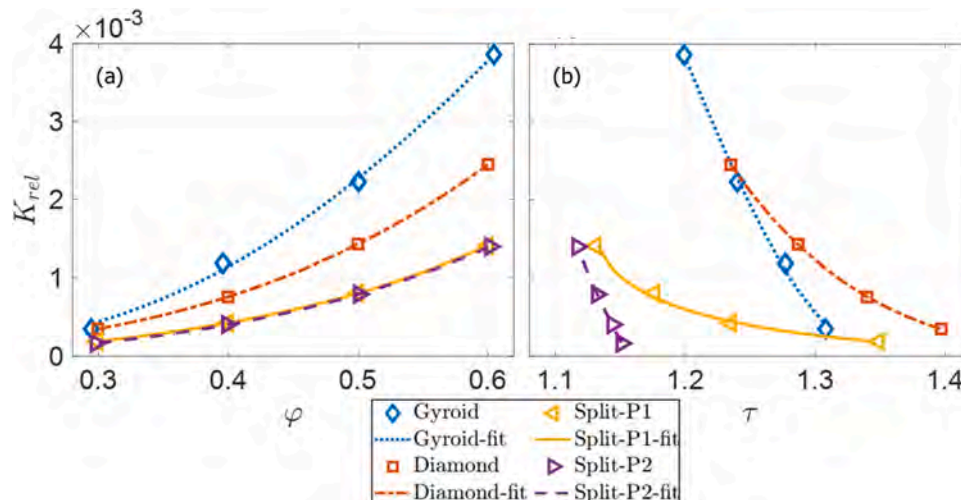 ×10⁻³
4
(a)
(b)
3
2
1
0
K_rel
0.3 0.4 0.5 0.6
1.1 1.2 1.3 1.4
φ
τ
Gyroid
Gyroid-fit
Diamond
Diamond-fit
Split-P1
Split-P1-fit
Split-P2
Split-P2-fit